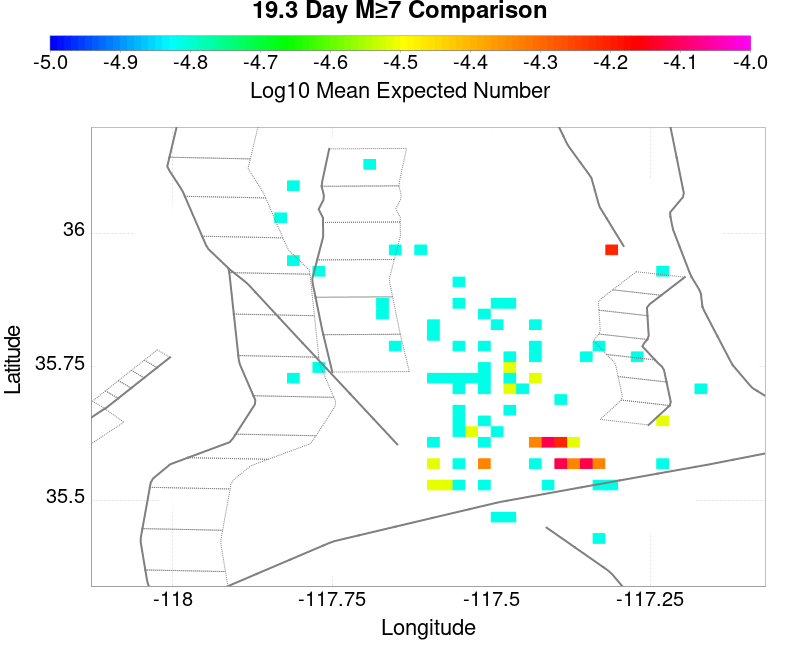 19.3 Day M≥7 Comparison
-5.0 -4.9 -4.8 -4.7 -4.6 -4.5 -4.4 -4.3 -4.2 -4.1 -4.0
Log10 Mean Expected Number
36
35.75
35.5
Latitude
-118 -117.75 -117.5 -117.25
Longitude